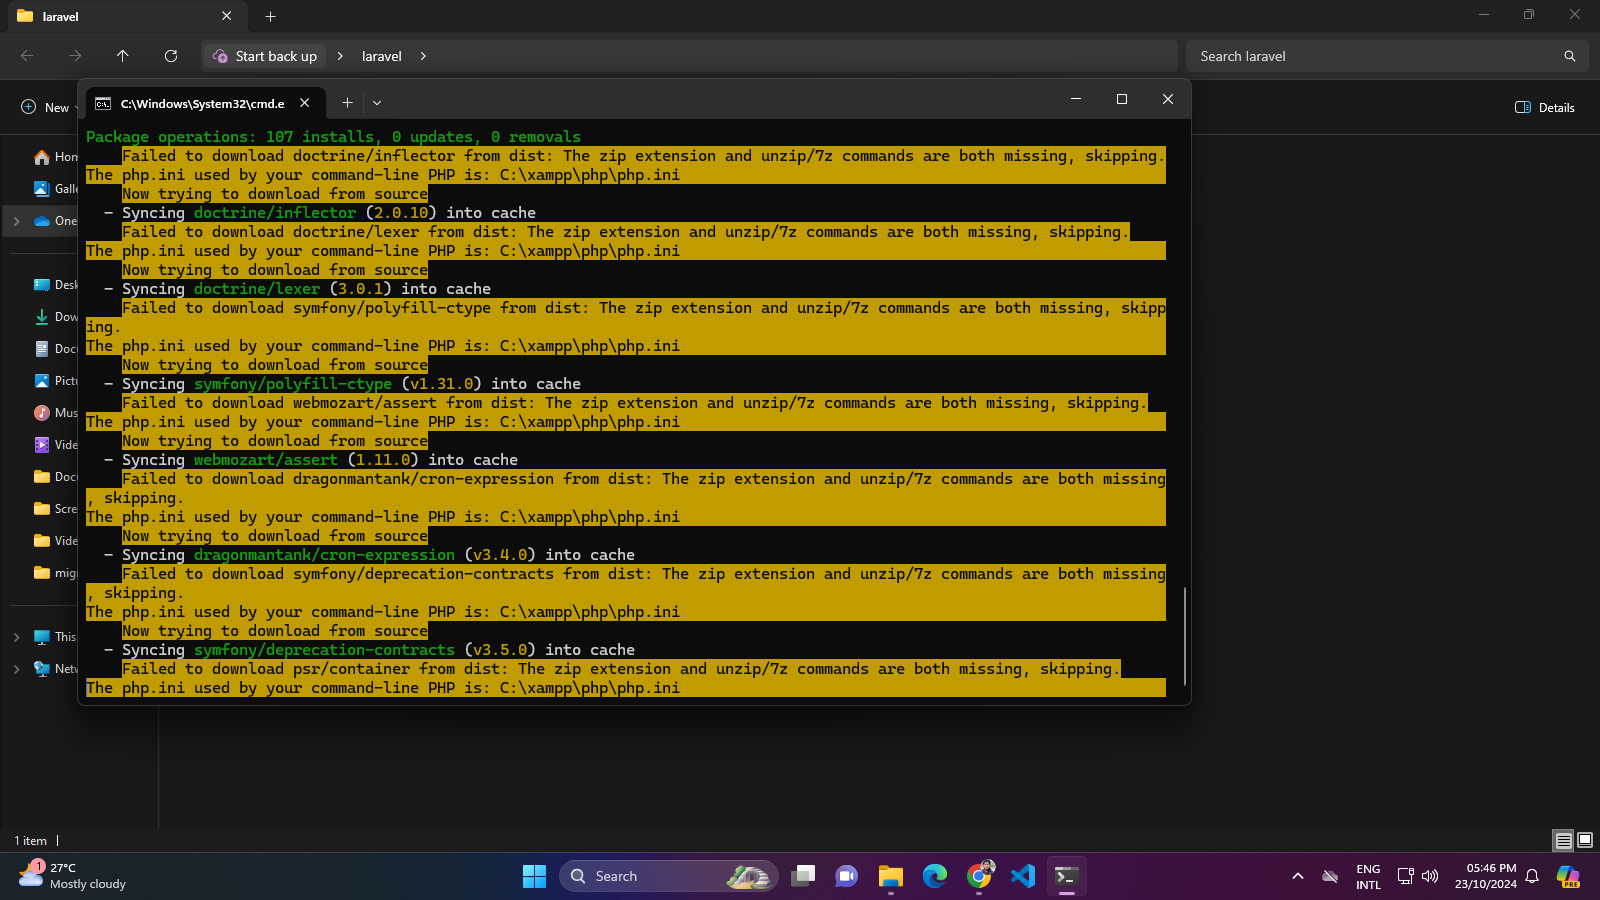 laravel
Start back up
laravel
Search laravel
New
Details
C:\Windows\System32\cmd.e
Package operations: 107 installs, 0 updates, 0 removals
Failed to download doctrine/inflector from dist: The zip extension and unzip/7z commands are both missing, skipping.
The php.ini used by your command-line PHP is: C:\xampp\php\php.ini
Now trying to download from source
- Syncing doctrine/inflector (2.0.10) into cache
Failed to download doctrine/lexer from dist: The zip extension and unzip/7z commands are both missing, skipping.
The php.ini used by your command-line PHP is: C:\xampp\php\php.ini
Now trying to download from source
- Syncing doctrine/lexer (3.0.1) into cache
Failed to download symfony/polyfill-ctype from dist: The zip extension and unzip/7z commands are both missing, skipp
ing.
The php.ini used by your command-line PHP is: C:\xampp\php\php.ini
Now trying to download from source
- Syncing symfony/polyfill-ctype (v1.31.0) into cache
Failed to download webmozart/assert from dist: The zip extension and unzip/7z commands are both missing, skipping.
The php.ini used by your command-line PHP is: C:\xampp\php\php.ini
Now trying to download from source
- Syncing webmozart/assert (1.11.0) into cache
Failed to download dragonmantank/cron-expression from dist: The zip extension and unzip/7z commands are both missing
, skipping.
The php.ini used by your command-line PHP is: C:\xampp\php\php.ini
Now trying to download from source
- Syncing dragonmantank/cron-expression (v3.4.0) into cache
Failed to download symfony/deprecation-contracts from dist: The zip extension and unzip/7z commands are both missing
, skipping.
The php.ini used by your command-line PHP is: C:\xampp\php\php.ini
Now trying to download from source
- Syncing symfony/deprecation-contracts (v3.5.0) into cache
Failed to download psr/container from dist: The zip extension and unzip/7z commands are both missing, skipping.
The php.ini used by your command-line PHP is: C:\xampp\php\php.ini
Hom
Galle
One
Desk
Dow
Docu
Pictu
Mus
Vide
Docu
Scre
Vide
migr
This
Netw
1 item
1
27°C
Mostly cloudy
Search
ENG
INTL
05:46 PM
23/10/2024
PRE